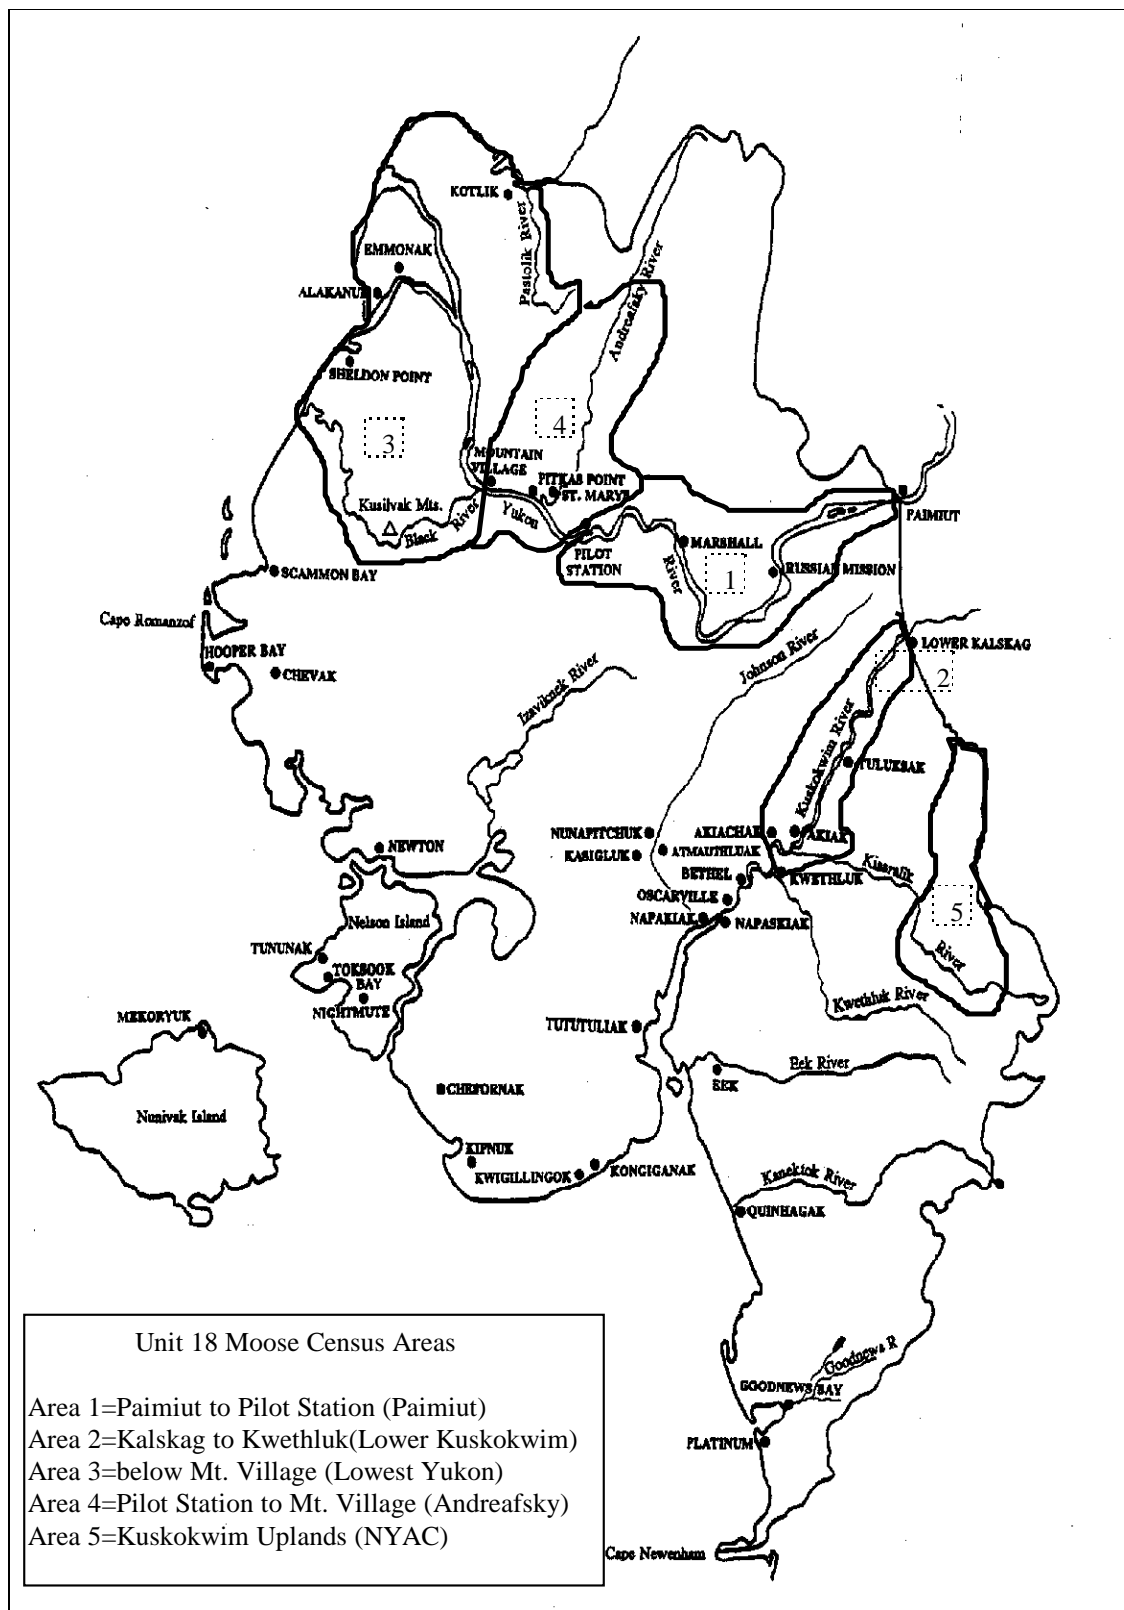 KOTLIK
Pastolik River
Andreafsky River
EMMONAK
ALAKANUK
SHELDON POINT
3
4
MOUNTAIN
VILLAGE
PITKAS POINT
ST. MARYS
Kusilvak Mts.
Black River
Yukon
River
PAIMIUT
PILOT
STATION
MARSHALL
1
RUSSIAN MISSION
SCAMMON BAY
Cape Romanzof
HOOPER BAY
CHEVAK
Izaviknek River
Johnson River
LOWER KALSKAG
2
Kuskokwim River
TULUKSAK
NEWTON
NUNAPITCHUK
KASIGLUK
ATMAUTHLUAK
AKIACHAK
AKIAK
BETHEL
KWETHLUK
Kisaralik
River
OSCARVILLE
NAPAKIAK
NAPASKIAK
5
Nelson Island
TUNUNAK
TOKSOOK
BAY
NIGHTMUTE
Kwethluk River
MEKORYUK
TUTUTULIAK
Eek River
EEK
CHEFORNAK
Nunivak Island
KIPNUK
KWIGILLINGOK
KONGIGANAK
Kanektok River
QUINHAGAK
Goodnews R
GOODNEWS BAY
PLATINUM
Cape Newenham
Unit 18 Moose Census Areas
Area 1=Paimiut to Pilot Station (Paimiut)
Area 2=Kalskag to Kwethluk(Lower Kuskokwim)
Area 3=below Mt. Village (Lowest Yukon)
Area 4=Pilot Station to Mt. Village (Andreafsky)
Area 5=Kuskokwim Uplands (NYAC)